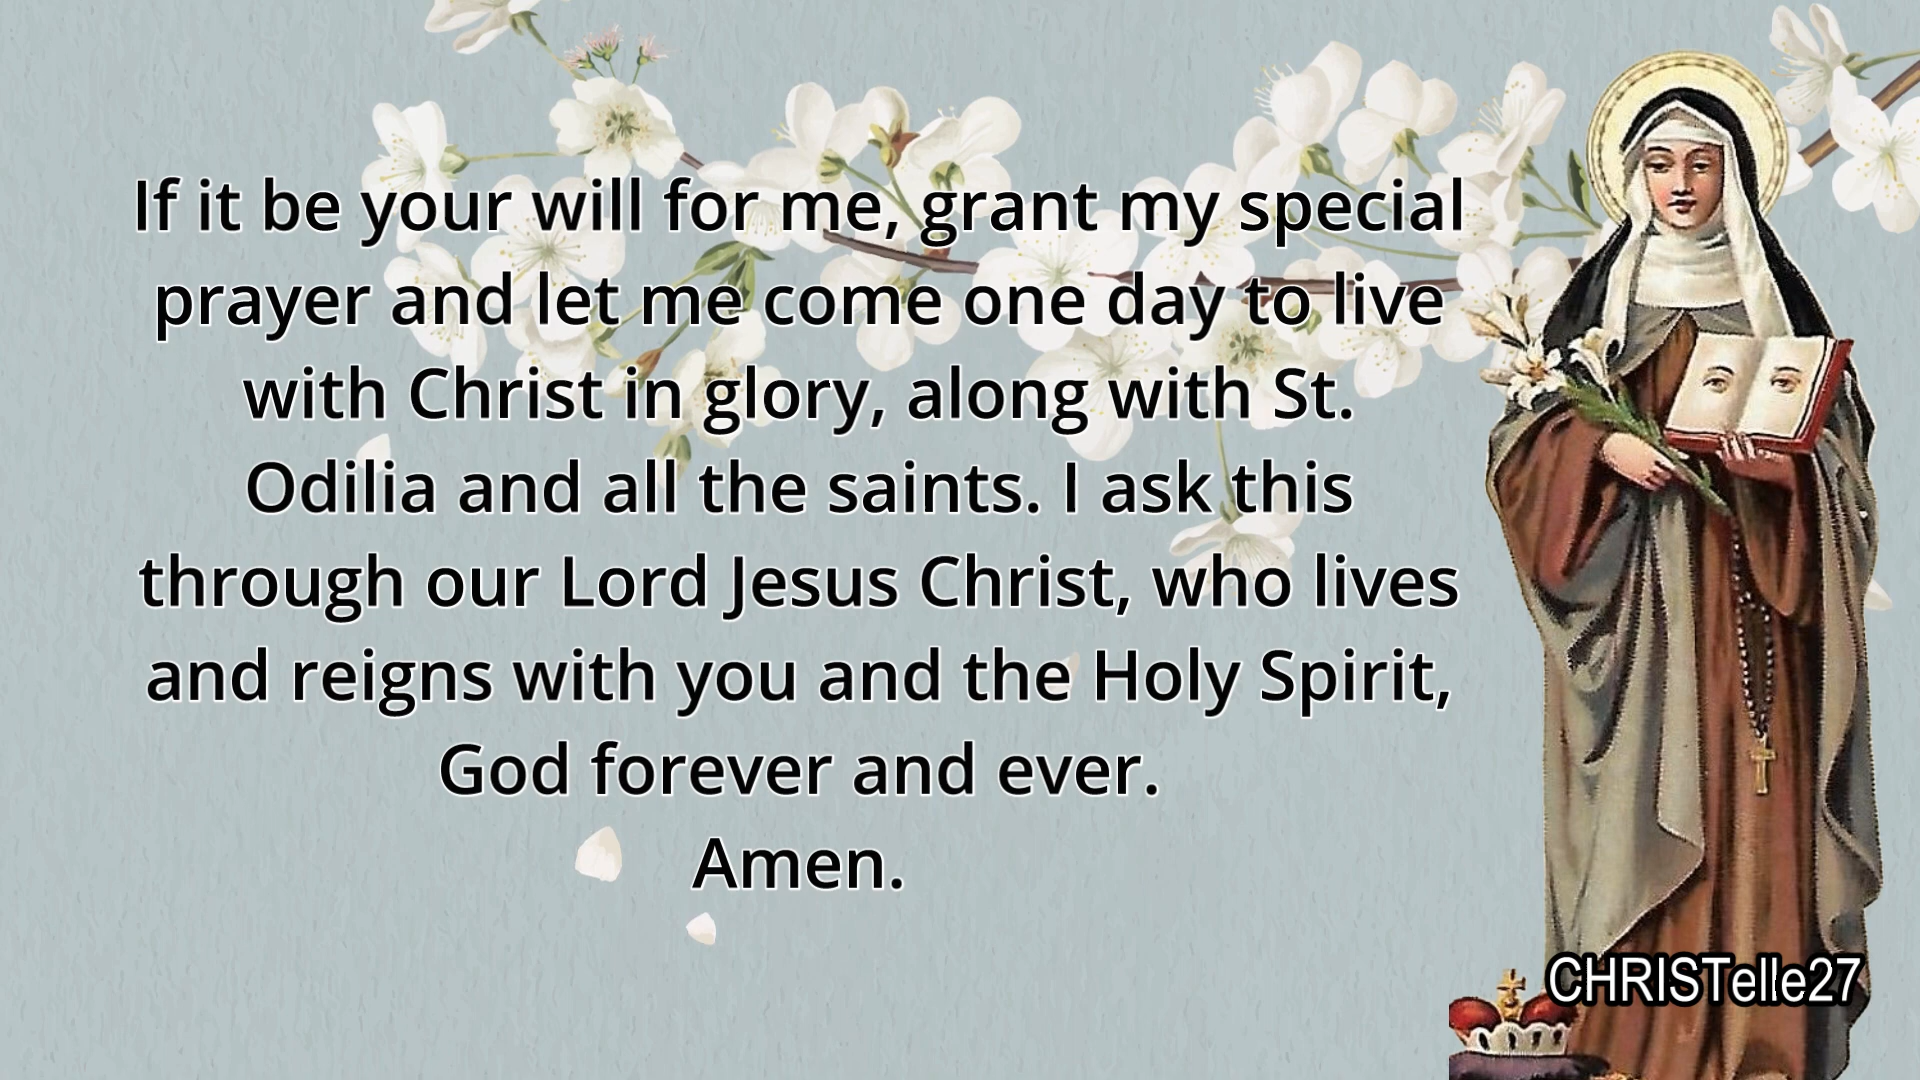 If it be your will for me, grant my special
prayer and let me come one day to live
with Christ in glory, along with St.
Odilia and all the saints. I ask this
through our Lord Jesus Christ, who lives
and reigns with you and the Holy Spirit,
God forever and ever.
Amen.
CHRISTelle27